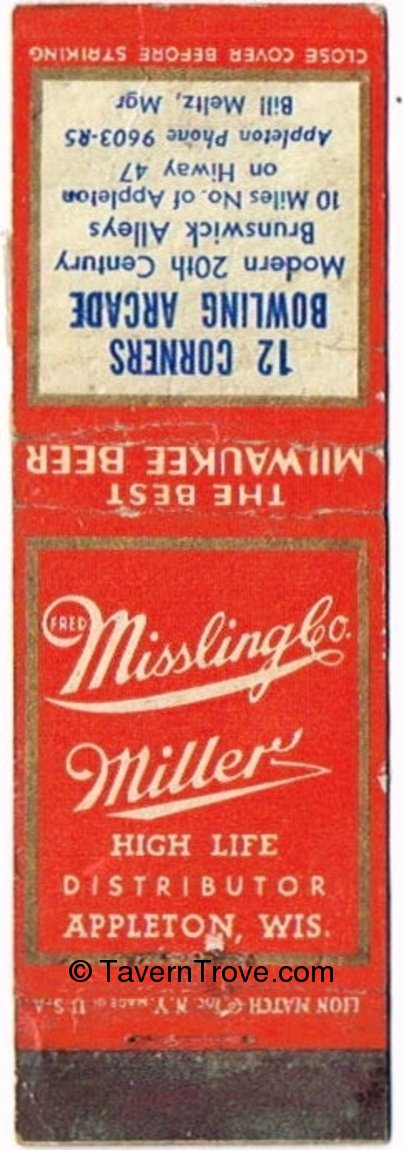 CLOSE COVER BEFORE STRIKING
12 CORNERS
BOWLING ARCADE
Modern 20th Century
Brunswick Alleys
10 Miles No. of Appleton
on Hiway 47
Appleton Phone 9603-R5
Bill Meltz, Mgr
THE BEST
MILWAUKEE BEER
FRED Missling Co.
Miller
HIGH LIFE
DISTRIBUTOR
APPLETON, WIS.
© TavernTrove.com
LION MATCH Co. Inc. N.Y. MADE IN U.S.A.